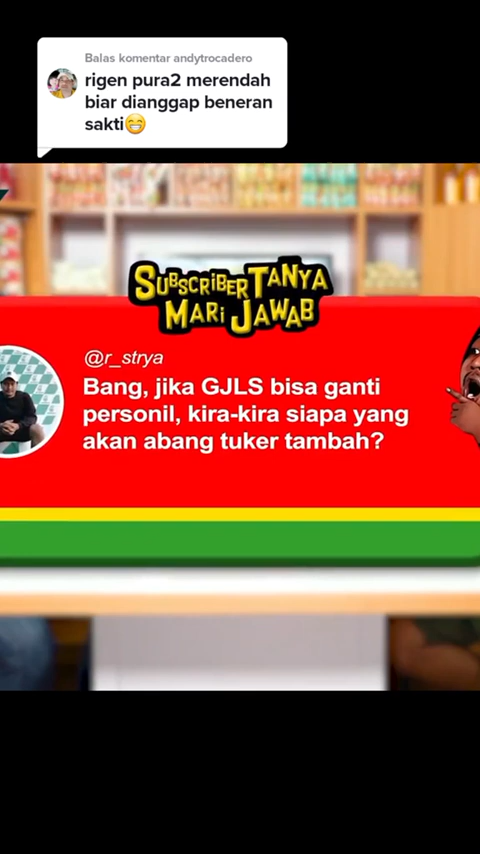 Balas komentar andytrocadero
rigen pura2 merendah
biar dianggap beneran
sakti😁
SUBSCRIBER TANYA
MARI JAWAB
@r_strya
Bang, jika GJLS bisa ganti
personil, kira-kira siapa yang
akan abang tuker tambah?